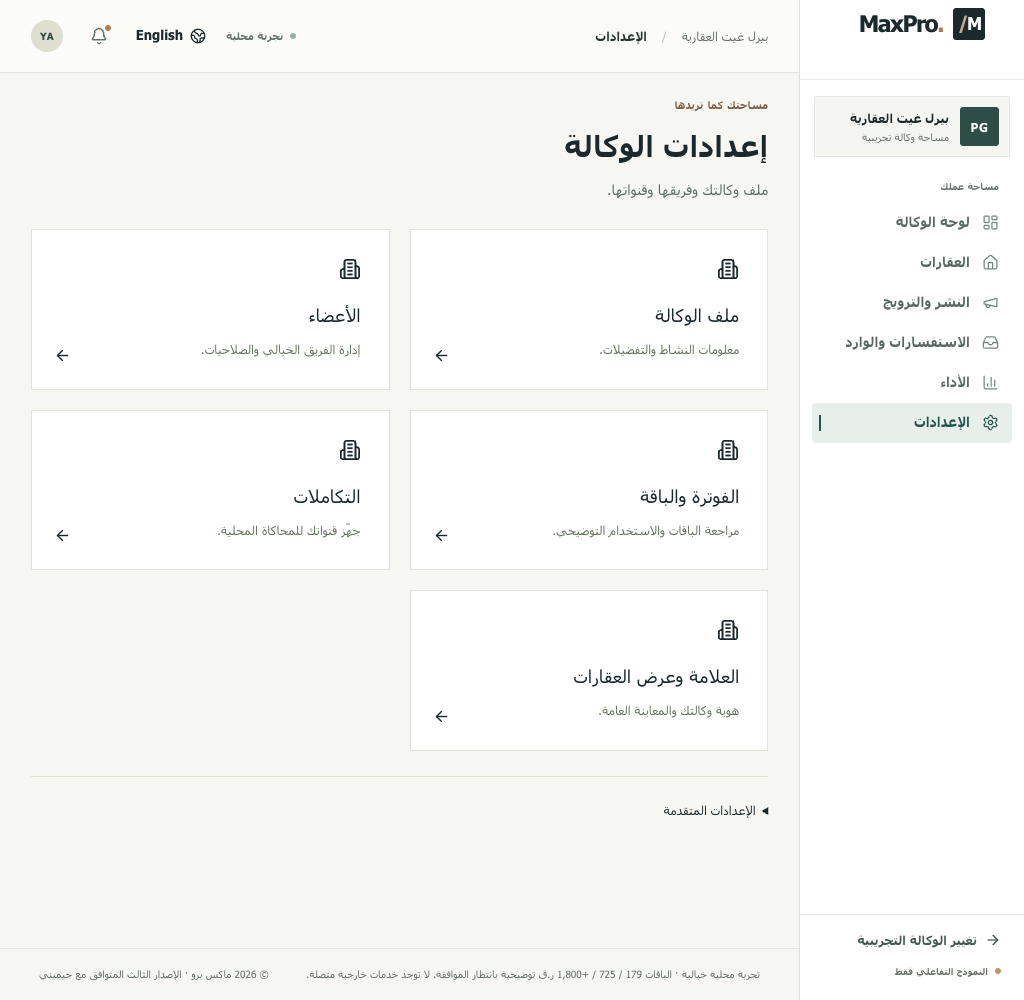 MaxPro.
/M
بيرل غيت العقارية
PG
مساحة وكالة تجريبية
مساحة عملك
لوحة الوكالة
العقارات
النشر والترويج
الاستفسارات والوارد
الأداء
الإعدادات
تغيير الوكالة التجريبية
النموذج التفاعلي فقط
بيرل غيت العقارية / الإعدادات
تجربة محلية
English
YA
مساحتك كما تريدها
إعدادات الوكالة
ملف وكالتك وفريقها وقنواتها.
ملف الوكالة
معلومات النشاط والتفضيلات.
الأعضاء
إدارة الفريق الخيالي والصلاحيات.
الفوترة والباقة
مراجعة الباقات والاستخدام التوضيحي.
التكاملات
جهّز قنواتك للمحاكاة المحلية.
العلامة وعرض العقارات
هوية وكالتك والمعاينة العامة.
الإعدادات المتقدمة
تجربة محلية خيالية · الباقات 179 / 725 / +1,800 ر.ق توضيحية بانتظار الموافقة. لا توجد خدمات خارجية متصلة.
© 2026 ماكس برو · الإصدار الثالث المتوافق مع جيميني